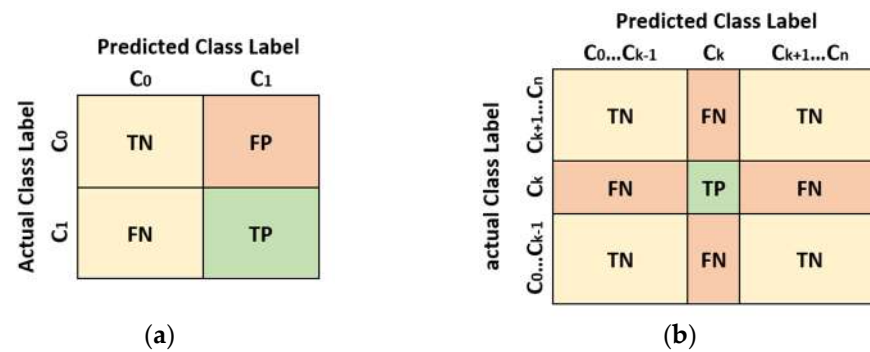 Predicted Class Label
C0 C1
Actual Class Label
C0
TN FP
C1
FN TP
(a)
Predicted Class Label
C0...Ck-1 Ck Ck+1...Cn
actual Class Label
Ck+1...Cn
TN FN TN
Ck
FN TP FN
C0...Ck-1
TN FN TN
(b)